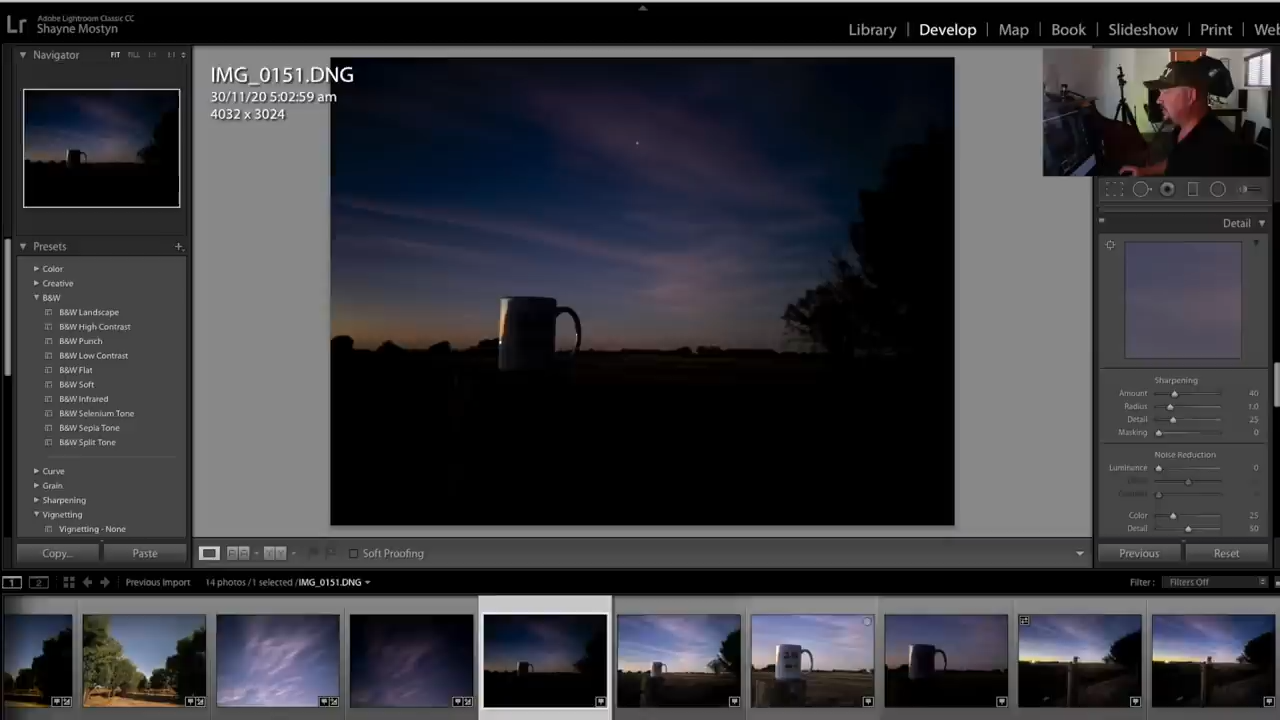 Lr
Adobe Lightroom Classic CC
Shayne Mostyn
Library | Develop | Map | Book | Slideshow | Print | We
Navigator FIT FILL 1:1
IMG_0151.DNG
30/11/20 5:02:59 am
4032 x 3024
Presets +
Color
Creative
B&W
B&W Landscape
B&W High Contrast
B&W Punch
B&W Low Contrast
B&W Flat
B&W Soft
B&W Infrared
B&W Selenium Tone
B&W Sepia Tone
B&W Split Tone
Curve
Grain
Sharpening
Vignetting
Vignetting - None
Copy... Paste
Detail
Sharpening
Amount 40
Radius 1.0
Detail 25
Masking 0
Noise Reduction
Luminance 0
Color 25
Detail 50
Previous Reset
Soft Proofing
1 2 Previous Import 14 photos / 1 selected / IMG_0151.DNG Filter : Filters Off